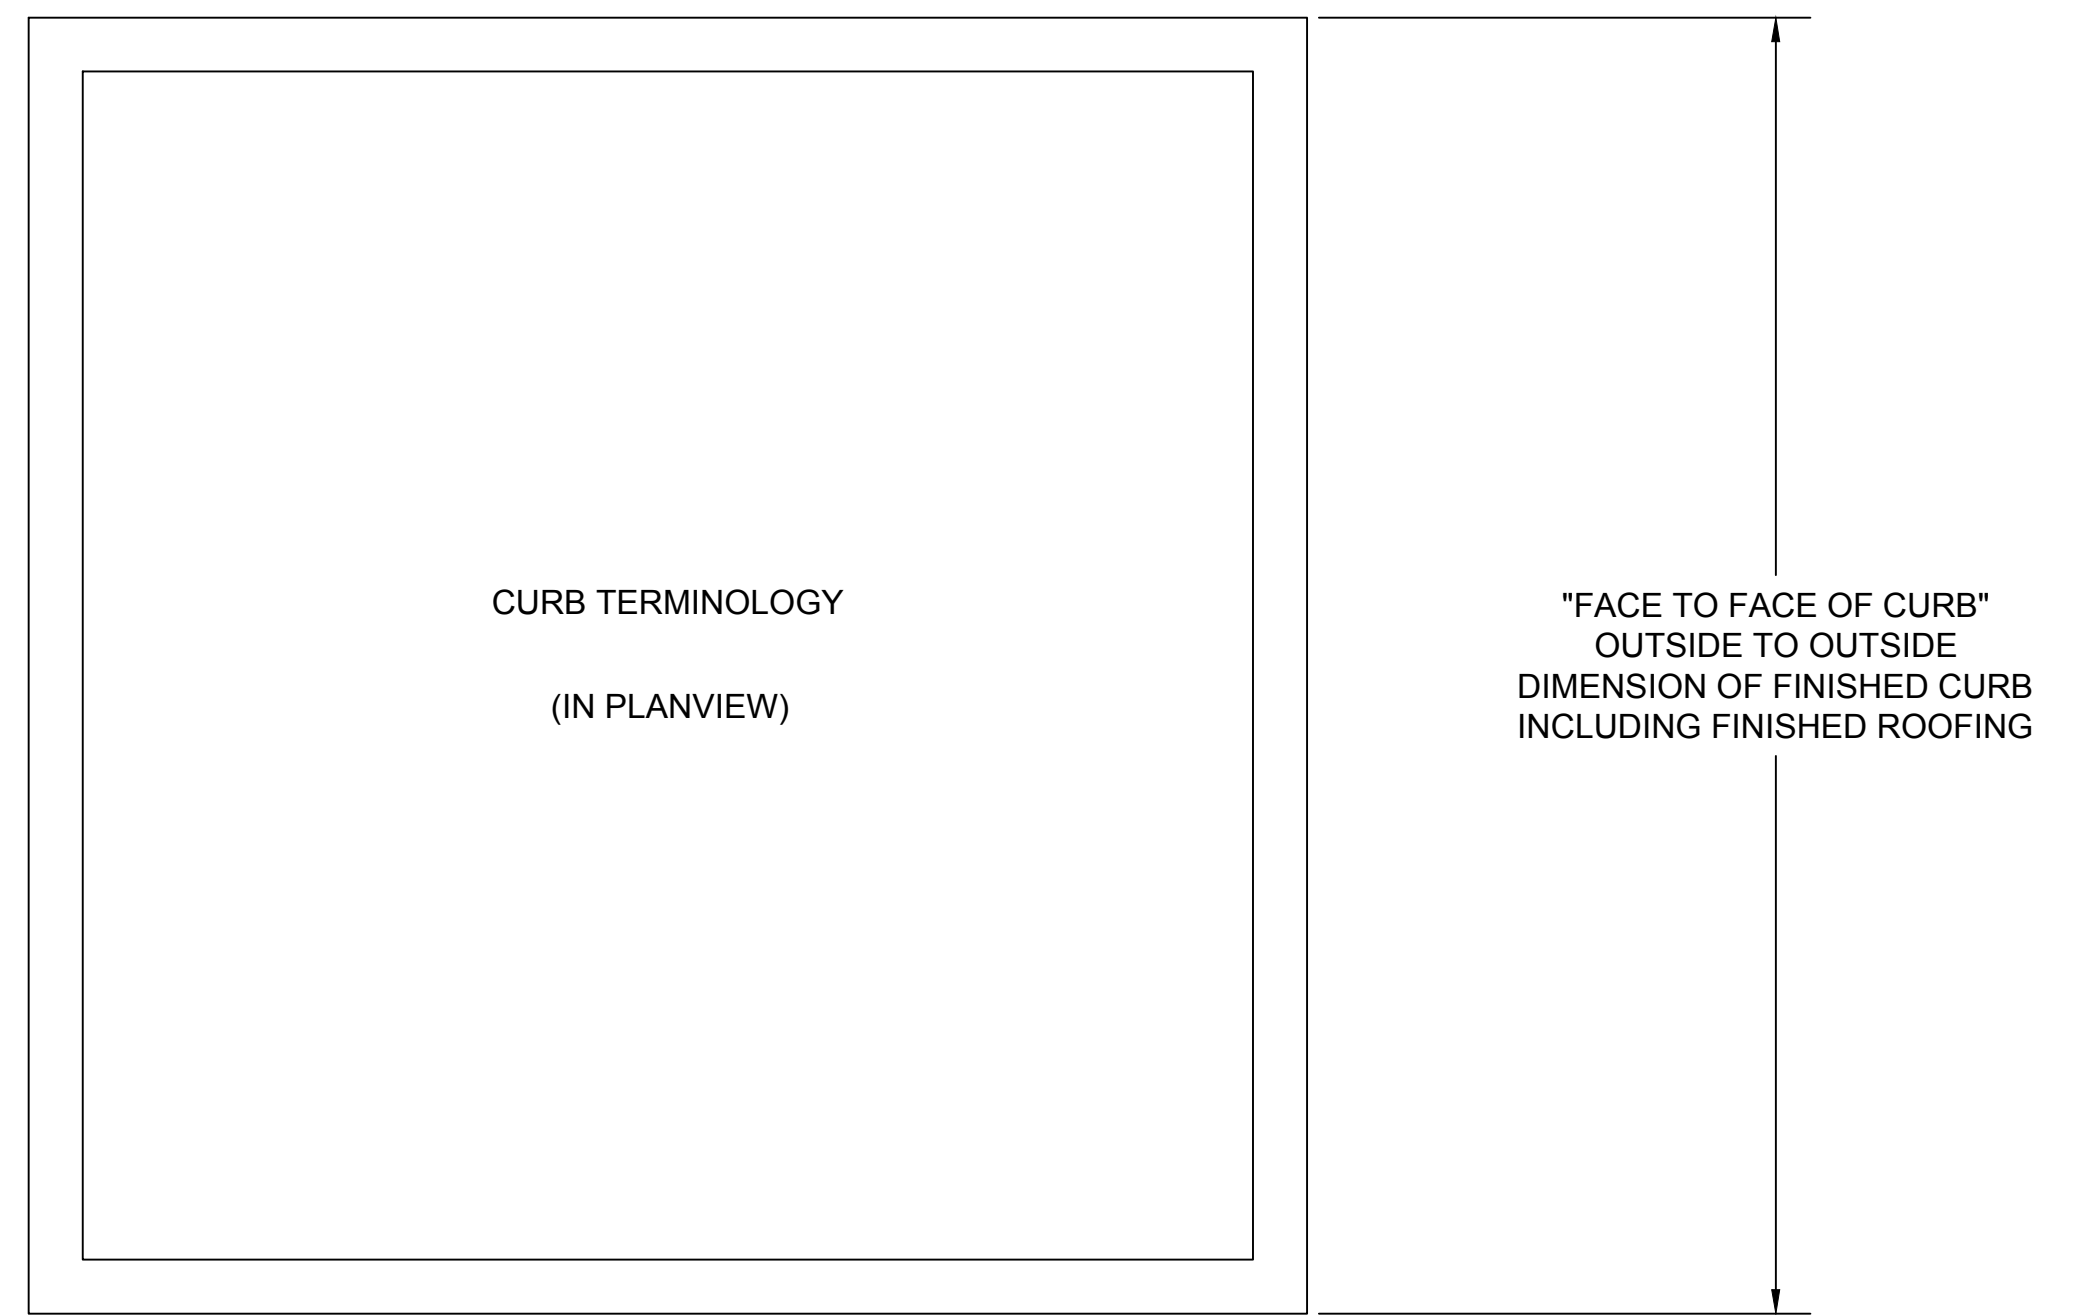 CURB TERMINOLOGY
(IN PLANVIEW)
"FACE TO FACE OF CURB"
OUTSIDE TO OUTSIDE
DIMENSION OF FINISHED CURB
INCLUDING FINISHED ROOFING